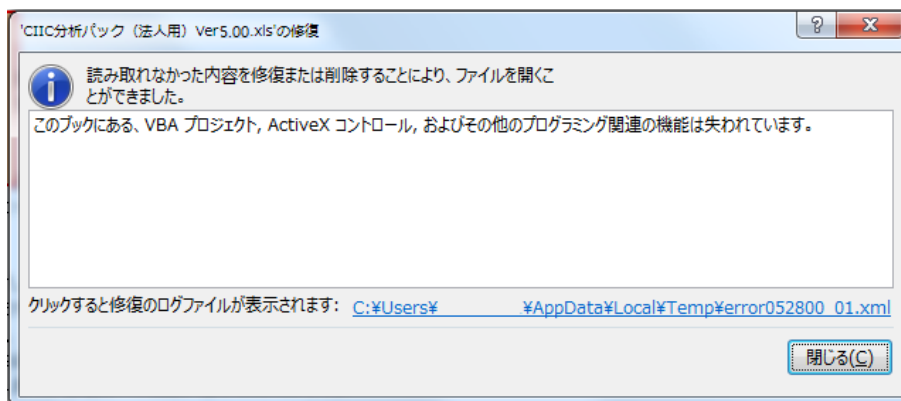 'CIIC分析パック（法人用）Ver5.00.xls'の修復
読み取れなかった内容を修復または削除することにより、ファイルを開くこ
とができました。
このブックにある、VBA プロジェクト, ActiveX コントロール, およびその他のプログラミング関連の機能は失われています。
クリックすると修復のログファイルが表示されます: C:¥Users¥ ¥AppData¥Local¥Temp¥error052800_01.xml
閉じる(C)